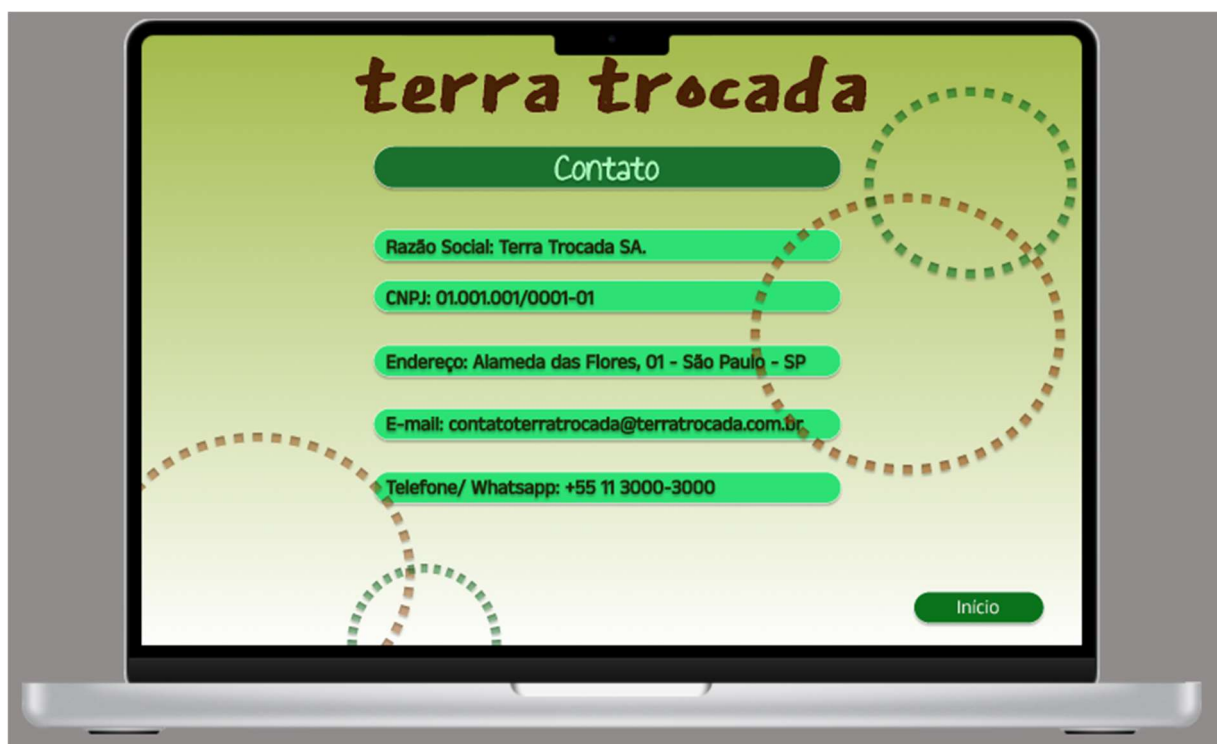 terra trocada
Contato
Razão Social: Terra Trocada SA.
CNPJ: 01.001.001/0001-01
Endereço: Alameda das Flores, 01 - São Paulo - SP
E-mail: contatoterratrocada@terratrocada.com.br
Telefone/ Whatsapp: +55 11 3000-3000
Início